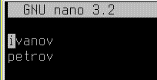 GNU nano 3.2
ivanov
petrov